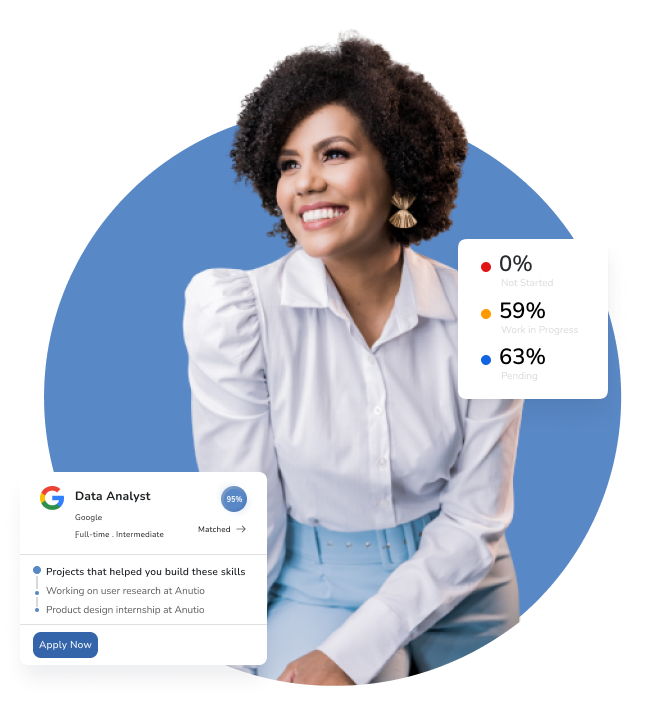 0%
Not Started
59%
Work in Progress
63%
Pending
Data Analyst
95%
Google
Matched →
Full-time . Intermediate
Projects that helped you build these skills
Working on user research at Anutio
Product design internship at Anutio
Apply Now